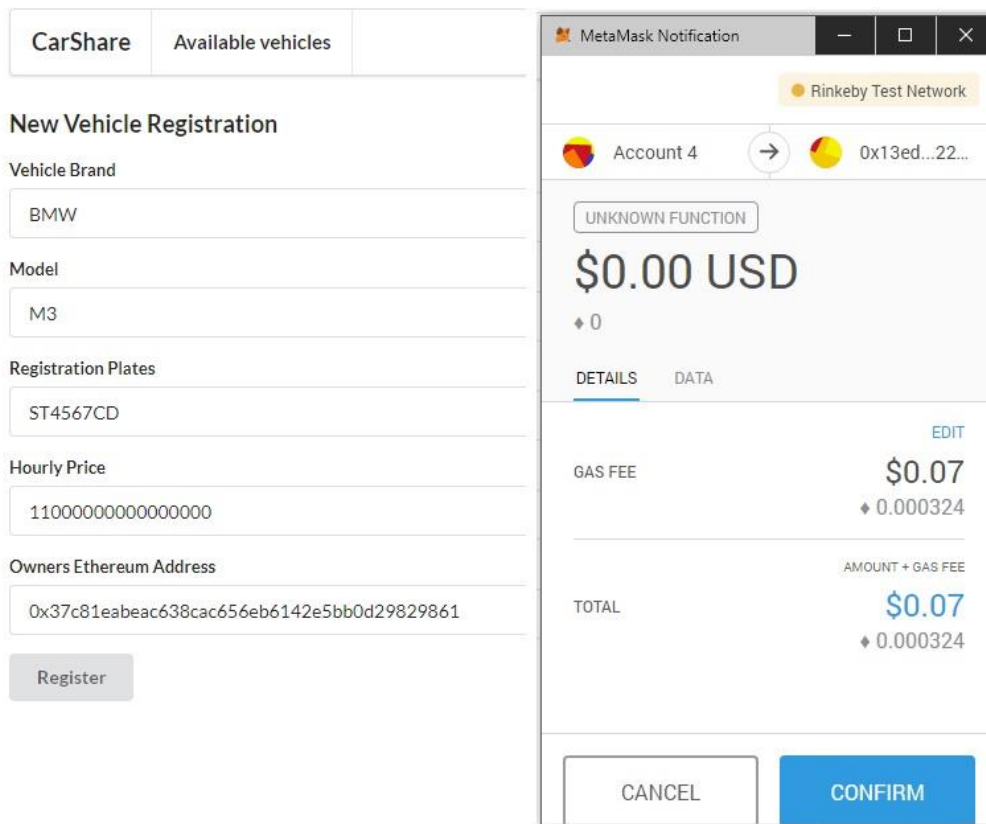 CarShare
Available vehicles
New Vehicle Registration
Vehicle Brand
BMW
Model
M3
Registration Plates
ST4567CD
Hourly Price
11000000000000000
Owners Ethereum Address
0x37c81eabeac638cac656eb6142e5bb0d29829861
Register
MetaMask Notification
Rinkeby Test Network
Account 4
0x13ed...22...
UNKNOWN FUNCTION
$0.00 USD
♦ 0
DETAILS DATA
EDIT
GAS FEE $0.07
♦ 0.000324
AMOUNT + GAS FEE
TOTAL $0.07
♦ 0.000324
CANCEL CONFIRM